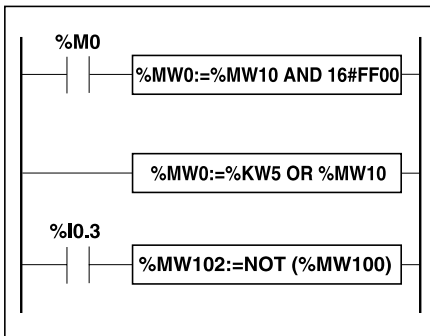 %M0
%MW0:=%MW10 AND 16#FF00
%MW0:=%KW5 OR %MW10
%I0.3
%MW102:=NOT (%MW100)